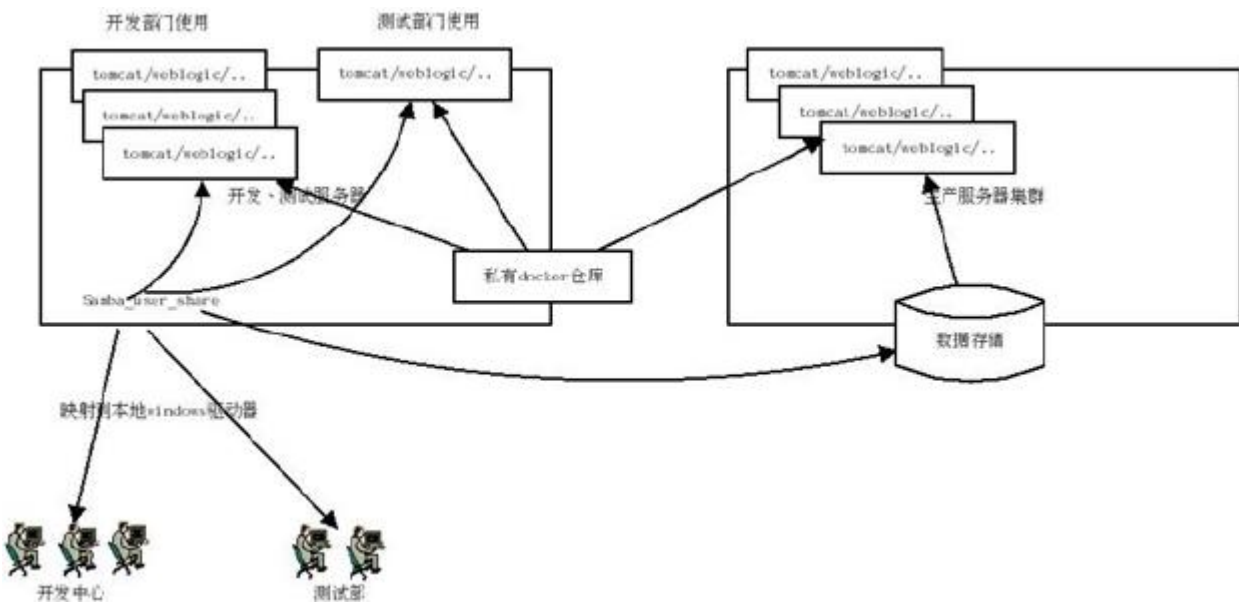 开发部门使用
测试部门使用
tomcat/weblogic/..
tomcat/weblogic/..
tomcat/weblogic/..
tomcat/weblogic/..
tomcat/weblogic/..
tomcat/weblogic/..
tomcat/weblogic/..
开发、测试服务器
生产服务器集群
私有docker仓库
Samba_user_share
数据存储
映射到本地windows驱动器
开发中心
测试部